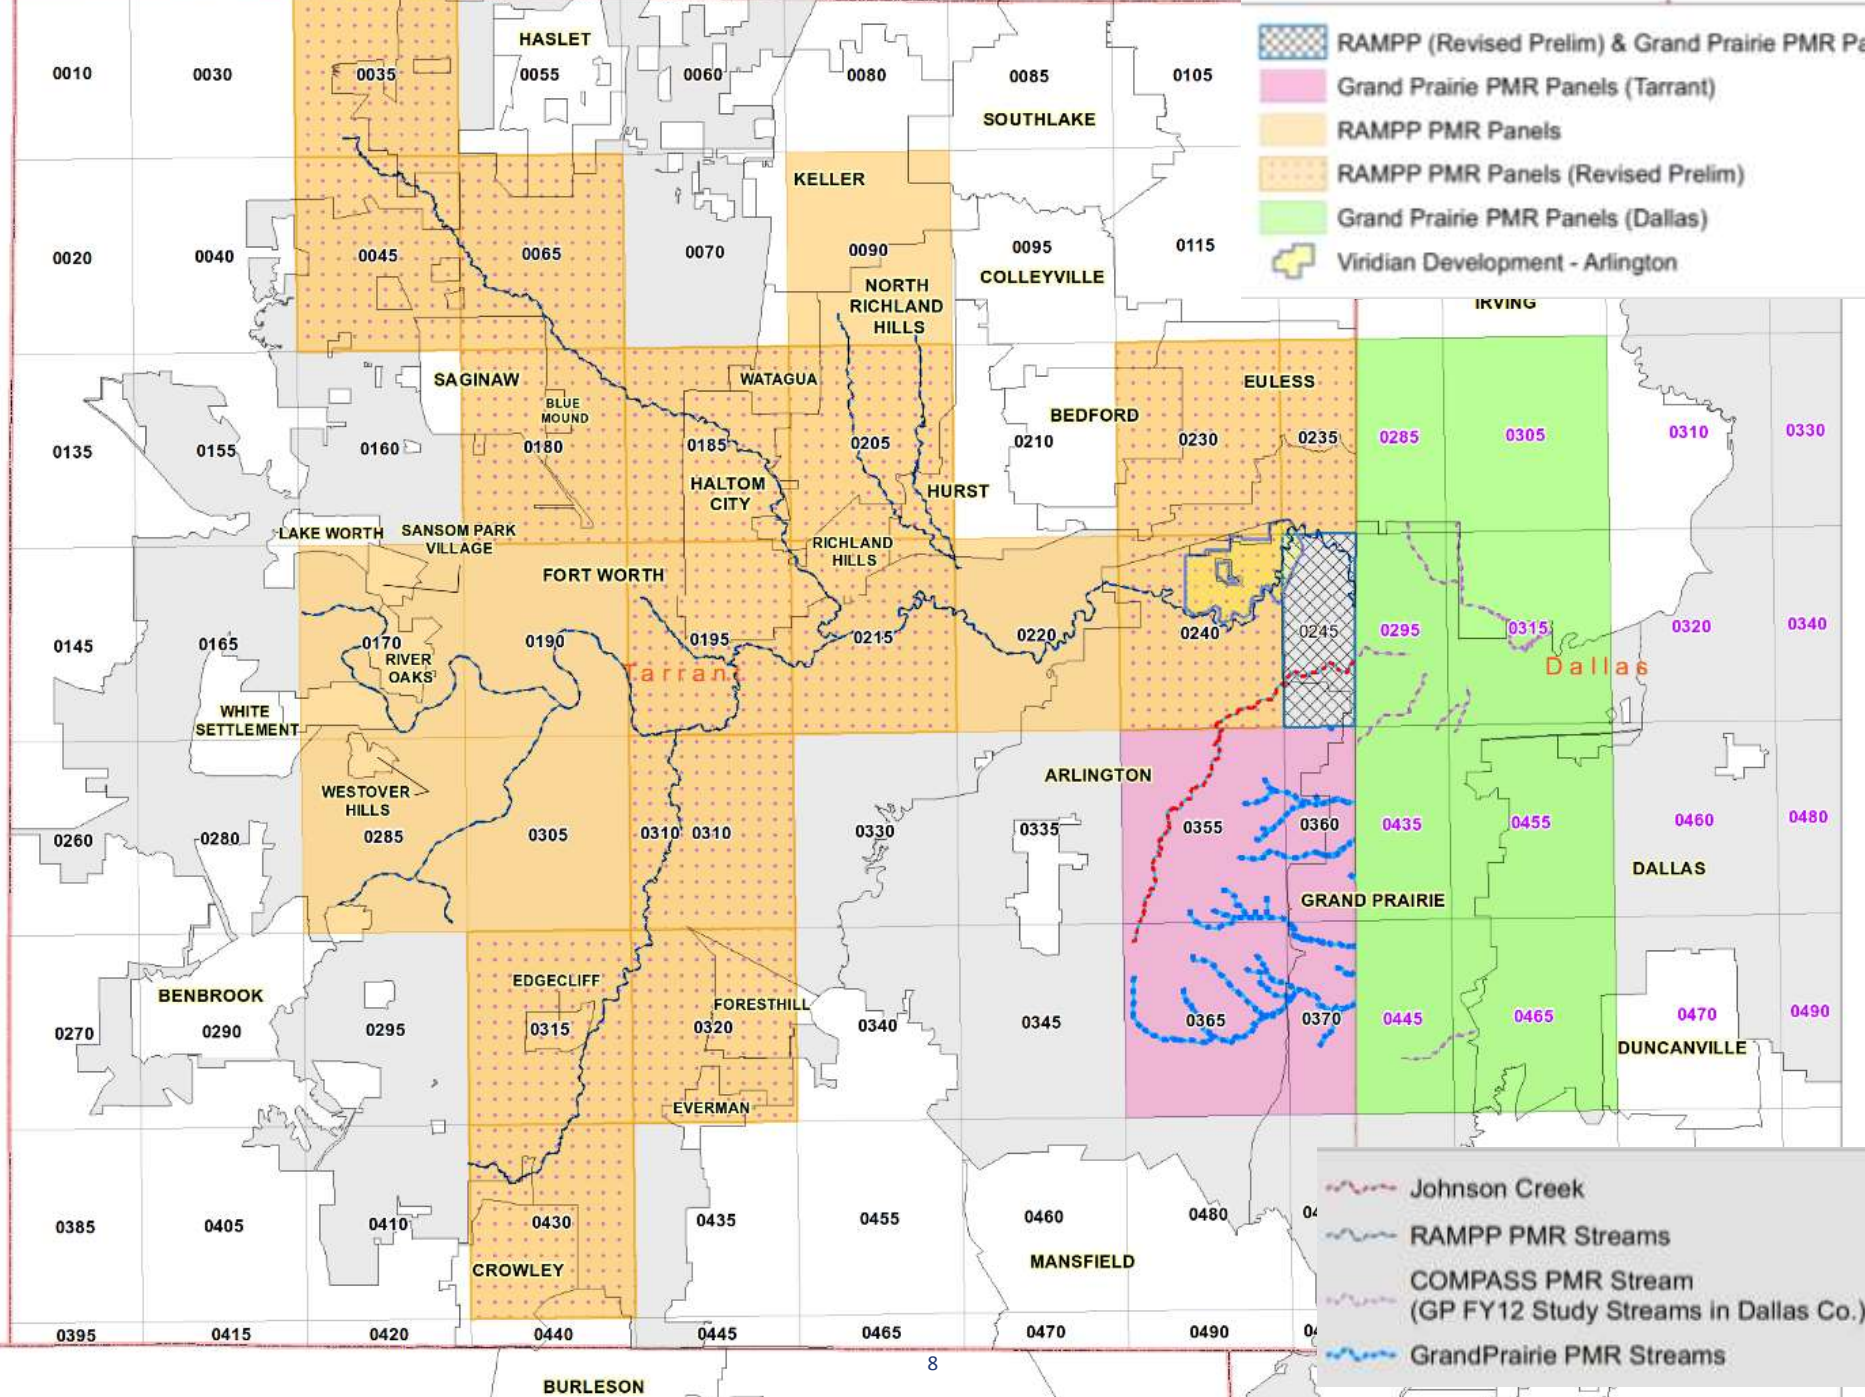 HASLET
RAMPP (Revised Prelim) & Grand Prairie PMR Pa
0010 0030 0035 0055 0060 0080 0085 0105
Grand Prairie PMR Panels (Tarrant)
SOUTHLAKE
RAMPP PMR Panels
KELLER
RAMPP PMR Panels (Revised Prelim)
Grand Prairie PMR Panels (Dallas)
0020 0040 0045 0065 0070 0090 0095 0115
COLLEYVILLE
Viridian Development - Arlington
NORTH
RICHLAND
HILLS
IRVING
SAGINAW
WATAGUA
EULESS
BLUE
MOUND
BEDFORD
0135 0155 0160 0180 0185 0205 0210 0230 0235 0285 0305 0310 0330
HALTOM
CITY
HURST
LAKE WORTH
SANSOM PARK
VILLAGE
RICHLAND
HILLS
FORT WORTH
0145 0165 0170 0190 0195 0215 0220 0240 0245 0295 0315 0320 0340
RIVER
OAKS
Tarrant
Dallas
WHITE
SETTLEMENT
ARLINGTON
WESTOVER
HILLS
0260 0280 0285 0305 0310 0310 0330 0335 0355 0360 0435 0455 0460 0480
DALLAS
GRAND PRAIRIE
BENBROOK
EDGECLIFF
FORESTHILL
0270 0290 0295 0315 0320 0340 0345 0365 0370 0445 0465 0470 0490
DUNCANVILLE
EVERMAN
0385 0405 0410 0430 0435 0455 0460 0480 04
CROWLEY
MANSFIELD
Johnson Creek
RAMPP PMR Streams
COMPASS PMR Stream
(GP FY12 Study Streams in Dallas Co.)
0395 0415 0420 0440 0445 0465 0470 0490 04
GrandPrairie PMR Streams
8
BURLESON